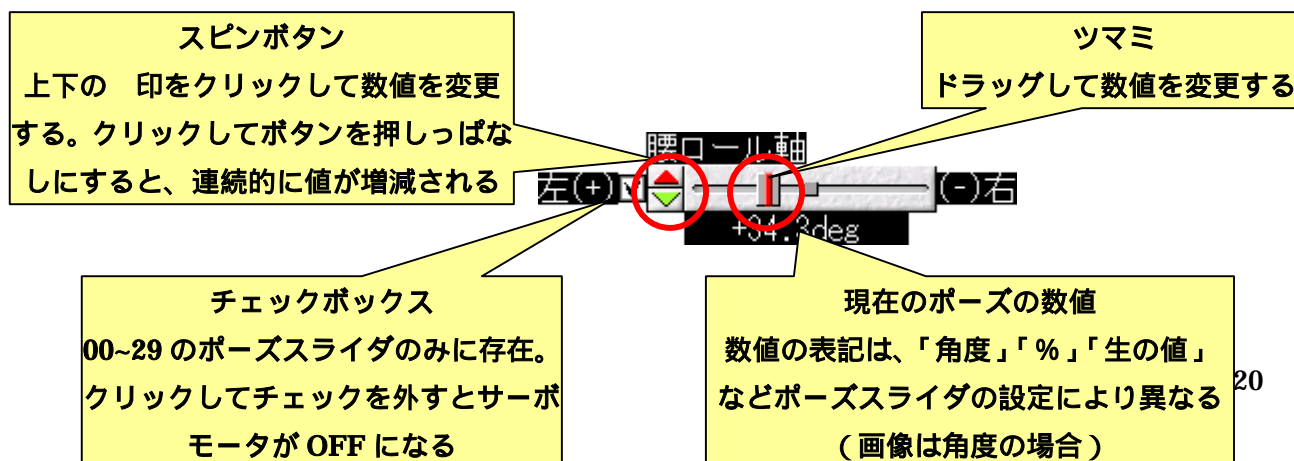 スピンボタン
上下の　印をクリックして数値を変更
する。クリックしてボタンを押しっぱな
しにすると、連続的に値が増減される
ツマミ
ドラッグして数値を変更する
腰ロール軸
左(+)
(-)右
+34.3deg
チェックボックス
00~29 のポーズスライダのみに存在。
クリックしてチェックを外すとサーボ
モータが OFF になる
現在のポーズの数値
数値の表記は、「角度」「%」「生の値」
などポーズスライダの設定により異なる
(画像は角度の場合)
20